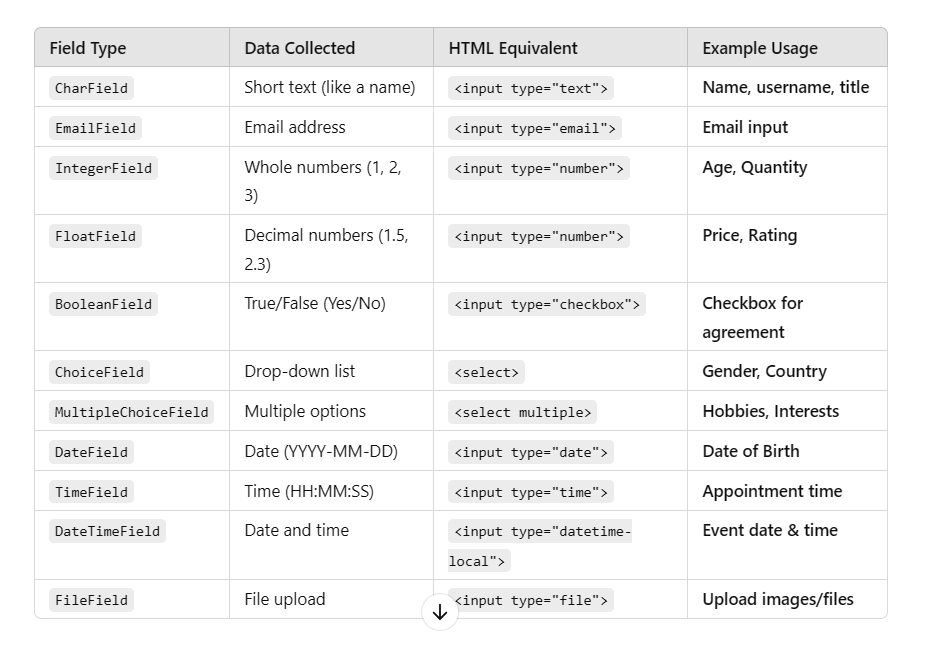 Field Type Data Collected HTML Equivalent Example Usage
CharField Short text (like a name) <input type="text"> Name, username, title
EmailField Email address <input type="email"> Email input
IntegerField Whole numbers (1, 2, <input type="number"> Age, Quantity
3)
FloatField Decimal numbers (1.5, <input type="number"> Price, Rating
2.3)
BooleanField True/False (Yes/No) <input type="checkbox"> Checkbox for
agreement
ChoiceField Drop-down list <select> Gender, Country
MultipleChoiceField Multiple options <select multiple> Hobbies, Interests
DateField Date (YYYY-MM-DD) <input type="date"> Date of Birth
TimeField Time (HH:MM:SS) <input type="time"> Appointment time
DateTimeField Date and time <input type="datetime- Event date & time
local">
FileField File upload <input type="file"> Upload images/files